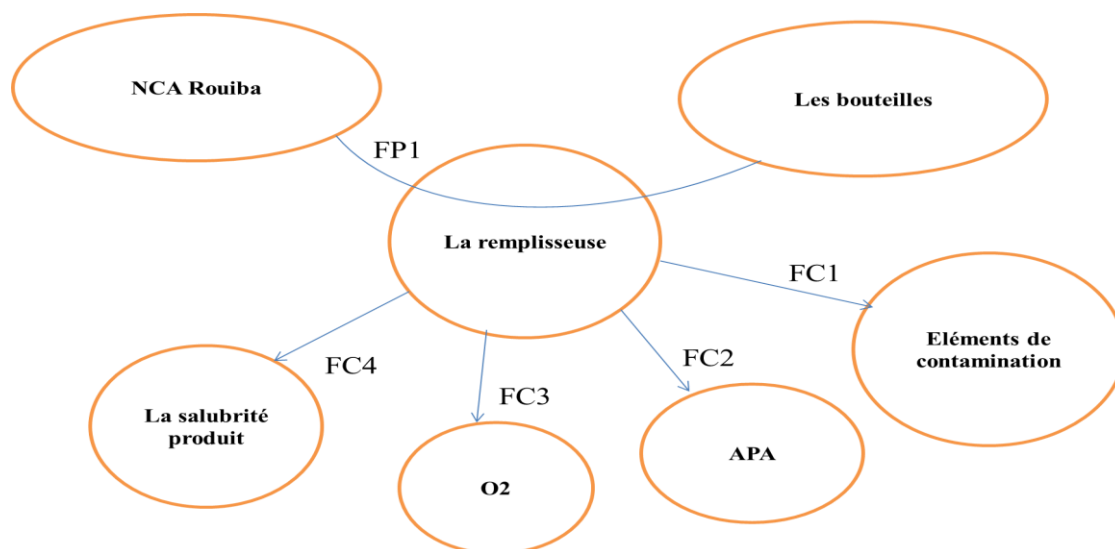 NCA Rouiba
Les bouteilles
FP1
La remplisseuse
FC1
Eléments de
contamination
FC2
FC4
FC3
La salubrité
produit
APA
O2